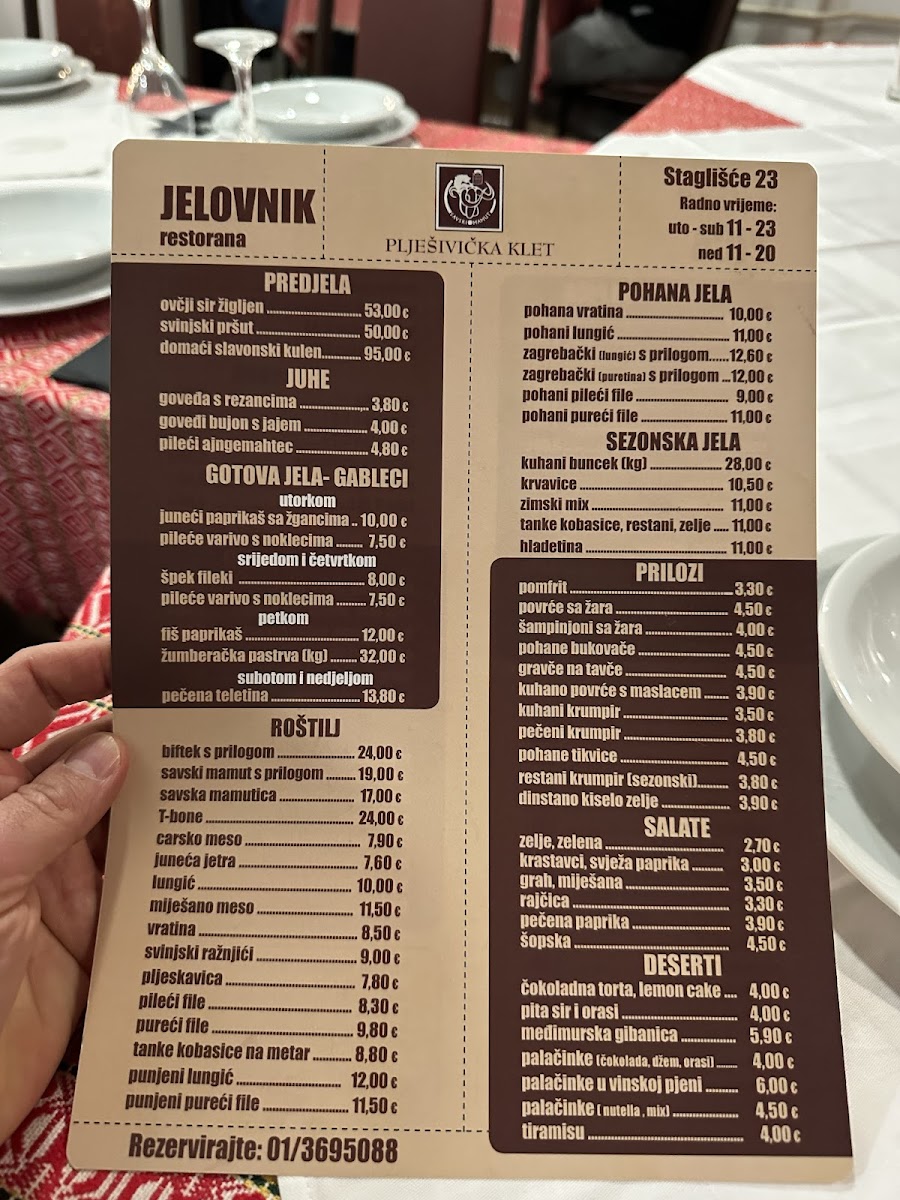 JELOVNIK
restorana
SAVSKI MAMUT
PLJEŠIVIČKA KLET
Staglišće 23
Radno vrijeme:
uto - sub 11 - 23
ned 11 - 20
PREDJELA
ovčji sir žigljen ........ 53,00 €
svinjski pršut ........ 50,00 €
domaći slavonski kulen ........ 95,00 €
JUHE
goveđa s rezancima ........ 3,80 €
goveđi bujon s jajem ........ 4,00 €
pileći ajngemahtec ........ 4,80 €
GOTOVA JELA- GABLECI
utorkom
juneći paprikaš sa žgancima .. 10,00 €
pileće varivo s noklecima ........ 7,50 €
srijedom i četvrtkom
špek fileki ........ 8,00 €
pileće varivo s noklecima ........ 7,50 €
petkom
fiš paprikaš ........ 12,00 €
žumberačka pastrva (kg) ........ 32,00 €
subotom i nedjeljom
pečena teletina ........ 13,80 €
ROŠTILJ
biftek s prilogom ........ 24,00 €
savski mamut s prilogom ........ 19,00 €
savska mamutica ........ 17,00 €
T-bone ........ 24,00 €
carsko meso ........ 7,90 €
juneća jetra ........ 7,60 €
lungić ........ 10,00 €
miješano meso ........ 11,50 €
vratina ........ 8,50 €
svinjski ražnjići ........ 9,00 €
pljeskavica ........ 7,80 €
pileći file ........ 8,30 €
pureći file ........ 9,80 €
tanke kobasice na metar ........ 8,80 €
punjeni lungić ........ 12,00 €
punjeni pureći file ........ 11,50 €
Rezervirajte: 01/3695088
POHANA JELA
pohana vratina ........ 10,00 €
pohani lungić ........ 11,00 €
zagrebački (lungić) s prilogom ...... 12,60 €
zagrebački (puretina) s prilogom ... 12,00 €
pohani pileći file ........ 9,00 €
pohani pureći file ........ 11,00 €
SEZONSKA JELA
kuhani buncek (kg) ........ 28,00 €
krvavice ........ 10,50 €
zimski mix ........ 11,00 €
tanke kobasice, restani, zelje ..... 11,00 €
hladetina ........ 11,00 €
PRILOZI
pomfrit ........ 3,30 €
povrće sa žara ........ 4,50 €
šampinjoni sa žara ........ 4,00 €
pohane bukovače ........ 4,50 €
gravče na tavče ........ 4,50 €
kuhano povrće s maslacem ....... 3,90 €
kuhani krumpir ........ 3,50 €
pečeni krumpir ........ 3,80 €
pohane tikvice ........ 4,50 €
restani krumpir (sezonski) ........ 3,80 €
dinstano kiselo zelje ........ 3,90 €
SALATE
zelje, zelena ........ 2,70 €
krastavci, svježa paprika ........ 3,00 €
grah, miješana ........ 3,50 €
rajčica ........ 3,30 €
pečena paprika ........ 3,90 €
šopska ........ 4,50 €
DESERTI
čokoladna torta, lemon cake .... 4,00 €
pita sir i orasi ........ 4,00 €
međimurska gibanica ........ 5,90 €
palačinke (čokolada, džem, orasi) ...... 4,00 €
palačinke u vinskoj pjeni ........ 6,00 €
palačinke ( nutella , mix) ........ 4,50 €
tiramisu ........ 4,00 €